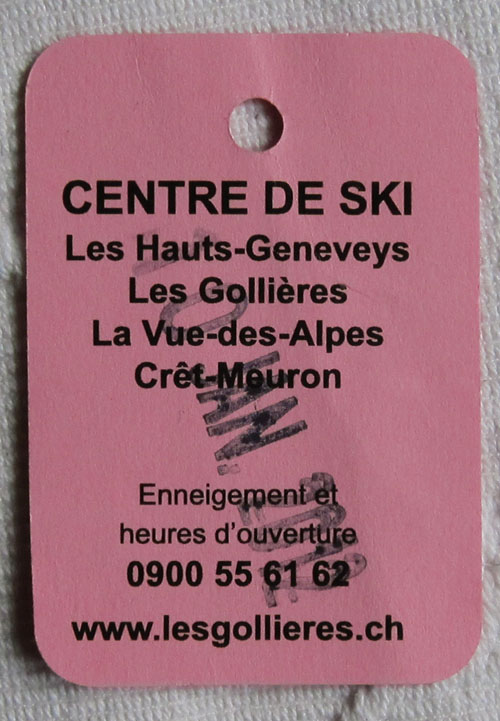 CENTRE DE SKI
Les Hauts-Geneveys
Les Gollières
La Vue-des-Alpes
Crêt-Meuron
Enneigement et
heures d'ouverture
0900 55 61 62
www.lesgollieres.ch